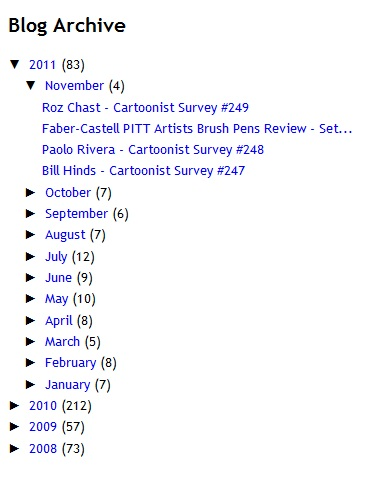 Blog Archive
▼ 2011 (83)
▼ November (4)
Roz Chast - Cartoonist Survey #249
Faber-Castell PITT Artists Brush Pens Review - Set...
Paolo Rivera - Cartoonist Survey #248
Bill Hinds - Cartoonist Survey #247
► October (7)
► September (6)
► August (7)
► July (12)
► June (9)
► May (10)
► April (8)
► March (5)
► February (8)
► January (7)
► 2010 (212)
► 2009 (57)
► 2008 (73)